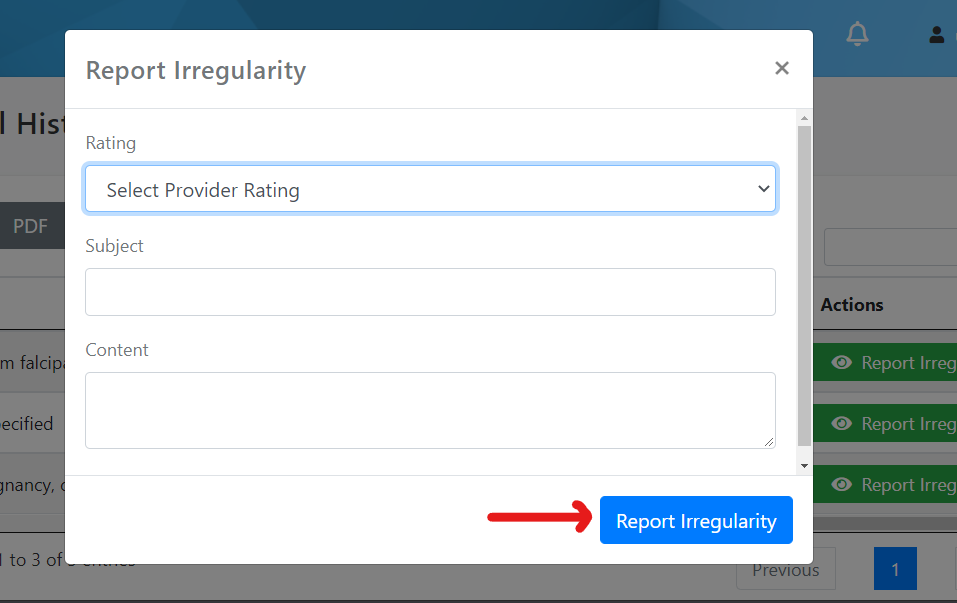 Report Irregularity
×
l Hist
Rating
Select Provider Rating
PDF
Subject
Actions
Content
m falcipa
Report Irreg
ecified
Report Irreg
gnancy, c
Report Irreg
Report Irregularity
1 to 3 of 3 entries
Previous
1